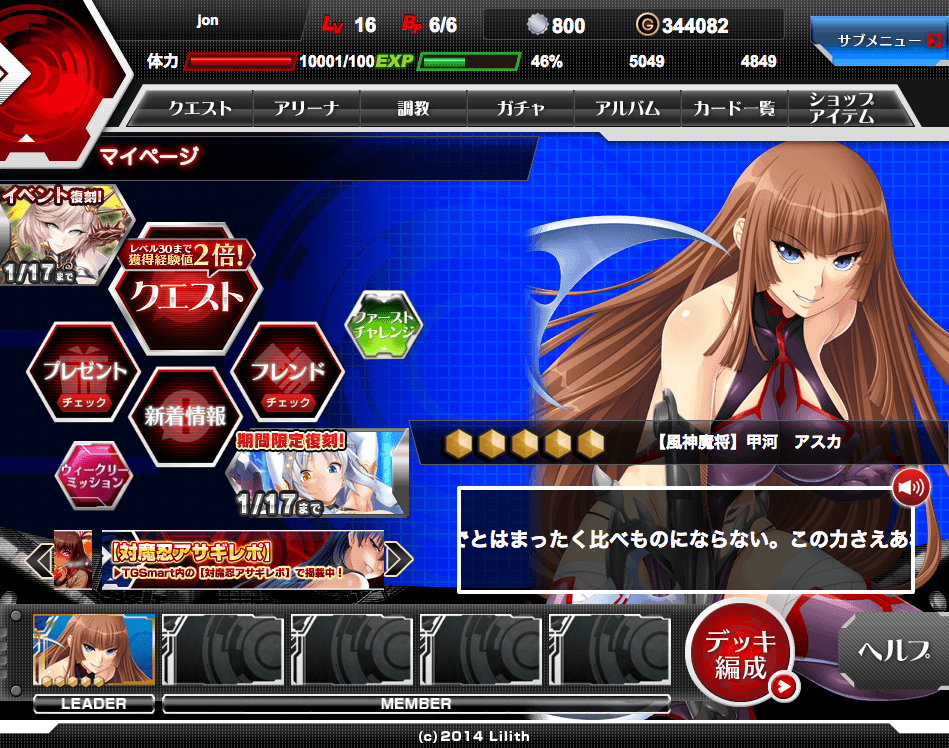 jon
Lv 16
BP 6/6
800
G 344082
サブメニュー
体力
10001/100
EXP
46%
5049
4849
クエスト
アリーナ
調教
ガチャ
アルバム
カード一覧
ショップ
アイテム
マイページ
イベント復刻!
1/17まで
レベル30まで
獲得経験値2倍!
クエスト
ファースト
チャレンジ
プレゼント
チェック
フレンド
チェック
新着情報
ウィークリー
ミッション
期間限定復刻!
1/17まで
【風神魔将】甲河 アスカ
とはまったく比べものにならない。この力さえあ
【対魔忍アサギレポ】
▶TGSmart内の【対魔忍アサギレポ】で掲載中!
LEADER
MEMBER
デッキ
編成
ヘルプ
(c)2014 Lilith